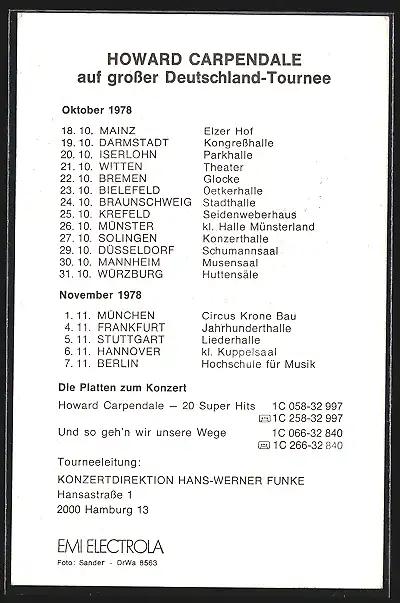 HOWARD CARPENDALE
auf großer Deutschland-Tournee
Oktober 1978
18. 10. MAINZ Elzer Hof
19. 10. DARMSTADT Kongreßhalle
20. 10. ISERLOHN Parkhalle
21. 10. WITTEN Theater
22. 10. BREMEN Glocke
23. 10. BIELEFELD Oetkerhalle
24. 10. BRAUNSCHWEIG Stadthalle
25. 10. KREFELD Seidenweberhaus
26. 10. MÜNSTER kl. Halle Münsterland
27. 10. SOLINGEN Konzerthalle
29. 10. DÜSSELDORF Schumannsaal
30. 10. MANNHEIM Musensaal
31. 10. WÜRZBURG Huttensäle
November 1978
1. 11. MÜNCHEN Circus Krone Bau
4. 11. FRANKFURT Jahrhunderthalle
5. 11. STUTTGART Liederhalle
6. 11. HANNOVER kl. Kuppelsaal
7. 11. BERLIN Hochschule für Musik
Die Platten zum Konzert
Howard Carpendale – 20 Super Hits 1C 058-32 997
1C 258-32 997
Und so geh'n wir unsere Wege 1C 066-32 840
1C 266-32 840
Tourneeleitung:
KONZERTDIREKTION HANS-WERNER FUNKE
Hansastraße 1
2000 Hamburg 13
EMI ELECTROLA
Foto: Sander - DrWa 8563